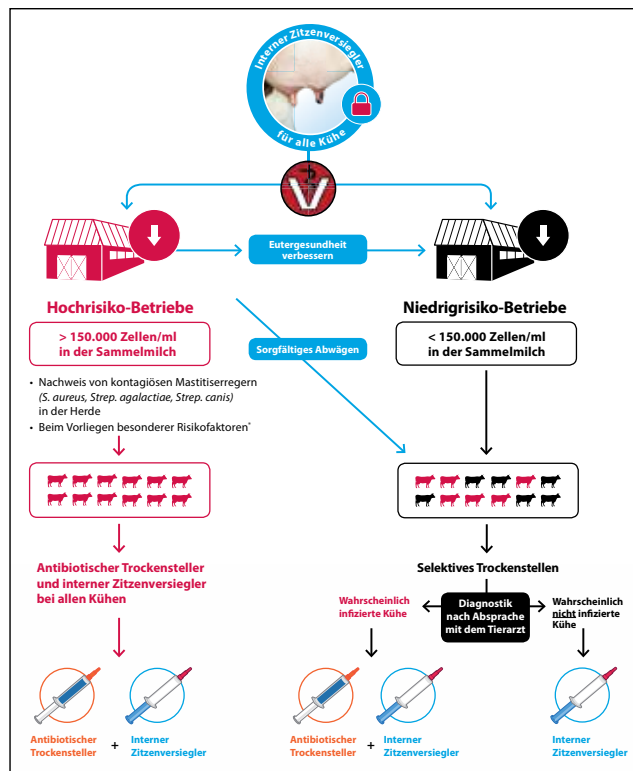 Interner Zitzenversiegler
für alle Kühe
V
Eutergesundheit
verbessern
Hochrisiko-Betriebe
> 150.000 Zellen/ml
in der Sammelmilch
• Nachweis von kontagiösen Mastitiserregern
(S. aureus, Strep. agalactiae, Strep. canis)
in der Herde
• Beim Vorliegen besonderer Risikofaktoren*
Sorgfältiges Abwägen
Niedrigrisiko-Betriebe
< 150.000 Zellen/ml
in der Sammelmilch
Antibiotischer Trockensteller
und interner Zitzenversiegler
bei allen Kühen
Selektives Trockenstellen
Wahrscheinlich
infizierte Kühe
Diagnostik
nach Absprache
mit dem Tierarzt
Wahrscheinlich
nicht infizierte
Kühe
Antibiotischer
Trockensteller
+
Interner
Zitzenversiegler
Antibiotischer
Trockensteller
+
Interner
Zitzenversiegler
Interner
Zitzenversiegler